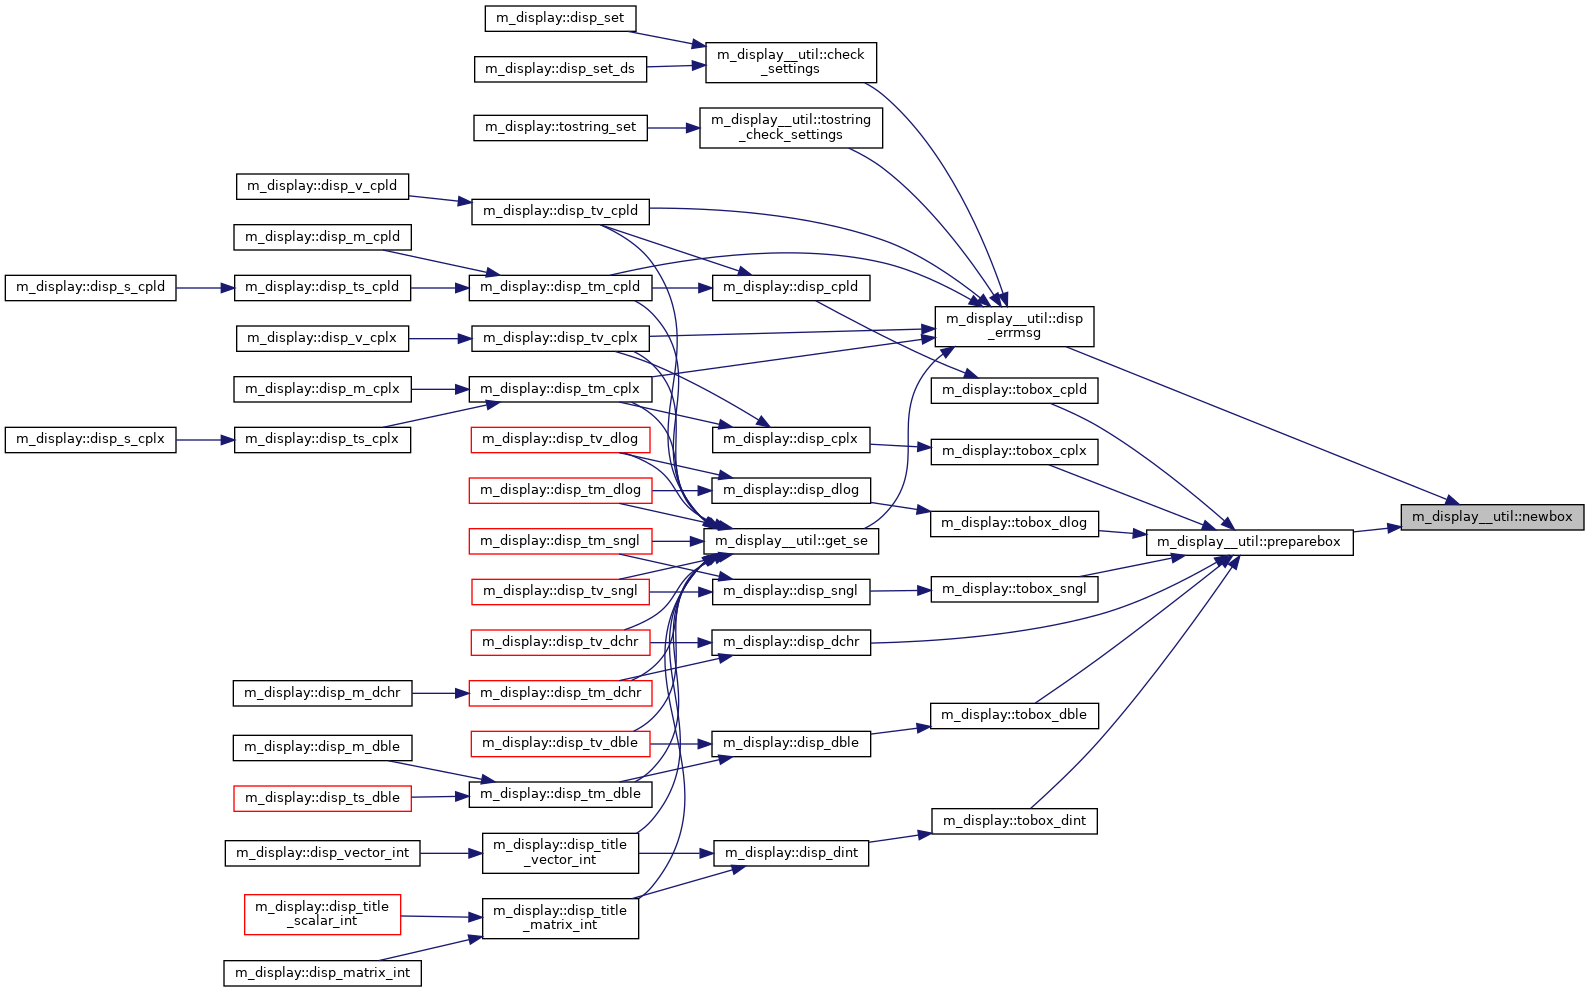 m_display::disp_set
m_display__util::check
_settings
m_display::disp_set_ds
m_display::tostring_set
m_display__util::tostring
_check_settings
m_display::disp_v_cpld
m_display::disp_tv_cpld
m_display::disp_m_cpld
m_display::disp_s_cpld
m_display::disp_ts_cpld
m_display::disp_tm_cpld
m_display::disp_cpld
m_display__util::disp
_errmsg
m_display::disp_v_cplx
m_display::disp_tv_cplx
m_display::disp_m_cplx
m_display::disp_tm_cplx
m_display::tobox_cpld
m_display::disp_s_cplx
m_display::disp_ts_cplx
m_display::disp_tv_dlog
m_display::disp_cplx
m_display::tobox_cplx
m_display::disp_tm_dlog
m_display::disp_dlog
m_display::tobox_dlog
m_display__util::newbox
m_display::disp_tm_sngl
m_display__util::get_se
m_display__util::preparebox
m_display::disp_tv_sngl
m_display::disp_sngl
m_display::tobox_sngl
m_display::disp_tv_dchr
m_display::disp_dchr
m_display::disp_m_dchr
m_display::disp_tm_dchr
m_display::tobox_dble
m_display::disp_m_dble
m_display::disp_tv_dble
m_display::disp_dble
m_display::disp_ts_dble
m_display::disp_tm_dble
m_display::tobox_dint
m_display::disp_vector_int
m_display::disp_title
_vector_int
m_display::disp_dint
m_display::disp_title
_scalar_int
m_display::disp_title
_matrix_int
m_display::disp_matrix_int